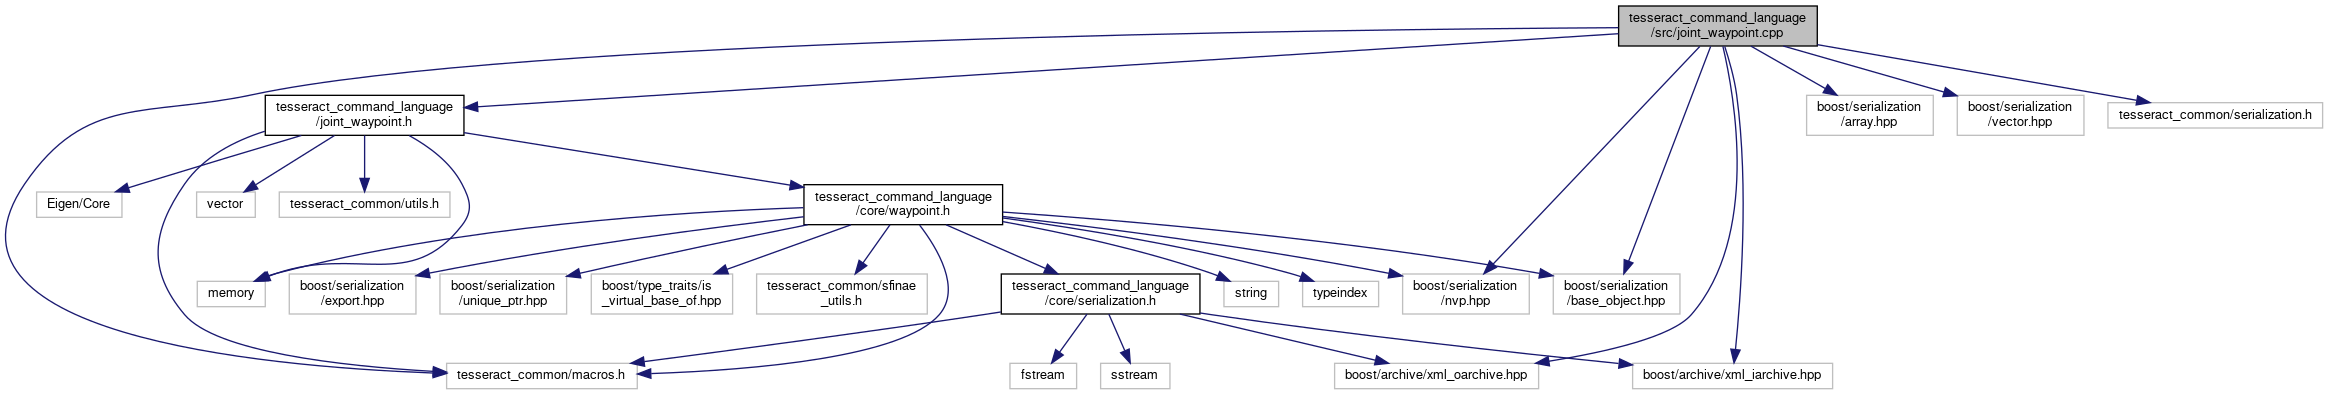 tesseract_command_language
/src/joint_waypoint.cpp
tesseract_command_language
/joint_waypoint.h
boost/serialization
/array.hpp
boost/serialization
/vector.hpp
tesseract_common/serialization.h
Eigen/Core
vector
tesseract_common/utils.h
tesseract_command_language
/core/waypoint.h
memory
boost/serialization
/export.hpp
boost/serialization
/unique_ptr.hpp
boost/type_traits/is
_virtual_base_of.hpp
tesseract_common/sfinae
_utils.h
tesseract_command_language
/core/serialization.h
string
typeindex
boost/serialization
/nvp.hpp
boost/serialization
/base_object.hpp
tesseract_common/macros.h
fstream
sstream
boost/archive/xml_oarchive.hpp
boost/archive/xml_iarchive.hpp